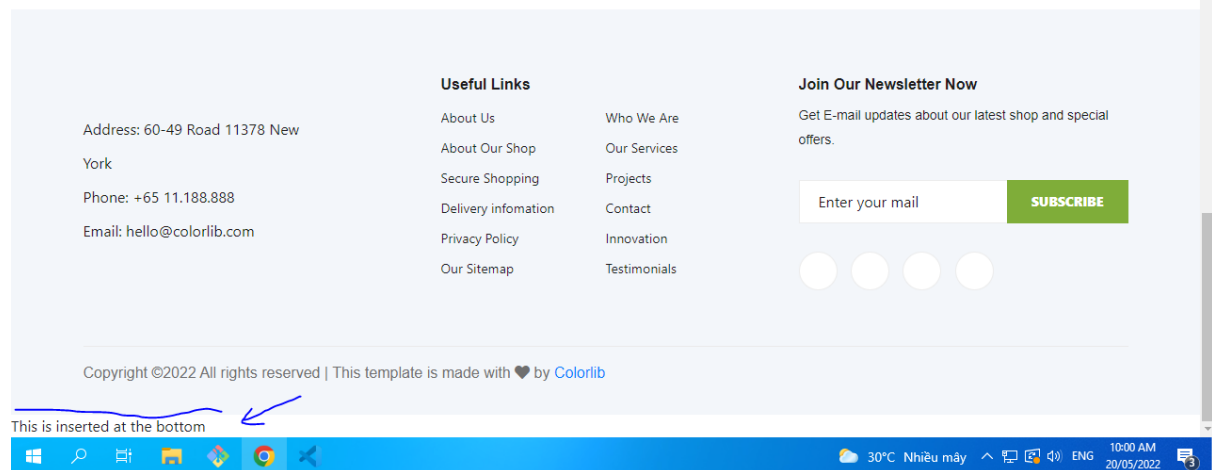 Address: 60-49 Road 11378 New
York
Phone: +65 11.188.888
Email: hello@colorlib.com
Useful Links
About Us
About Our Shop
Secure Shopping
Delivery infomation
Privacy Policy
Our Sitemap
Who We Are
Our Services
Projects
Contact
Innovation
Testimonials
Join Our Newsletter Now
Get E-mail updates about our latest shop and special
offers.
Enter your mail
SUBSCRIBE
Copyright ©2022 All rights reserved | This template is made with ♥ by Colorlib
This is inserted at the bottom
30°C Nhiều mây
ENG
10:00 AM
20/05/2022
3